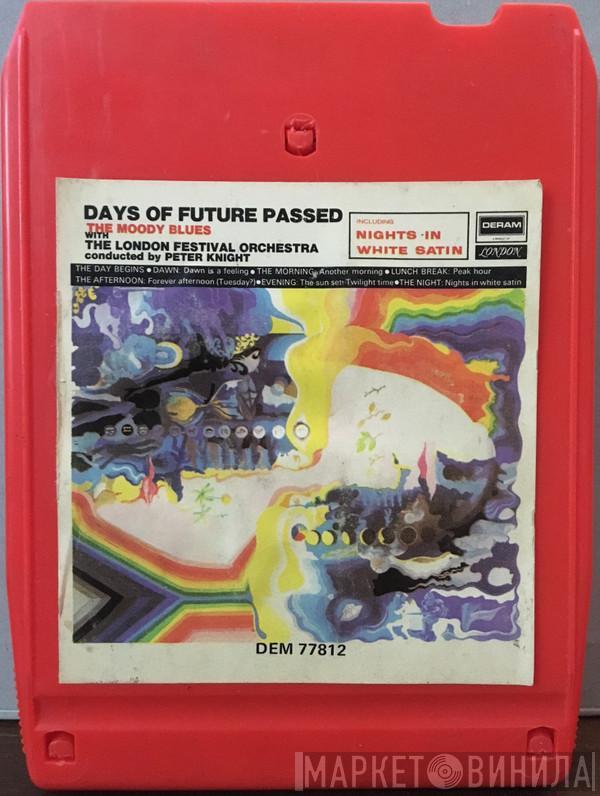 DAYS OF FUTURE PASSED
THE MOODY BLUES
WITH
THE LONDON FESTIVAL ORCHESTRA
conducted by PETER KNIGHT
INCLUDING
NIGHTS IN
WHITE SATIN
DERAM
LONDON
THE DAY BEGINS ● DAWN: Dawn is a feeling ● THE MORNING: Another morning ● LUNCH BREAK: Peak hour
THE AFTERNOON: Forever afternoon (Tuesday?) ● EVENING: The sun set: Twilight time ● THE NIGHT: Nights in white satin
DEM 77812
МАРКЕТ ВИНИЛА